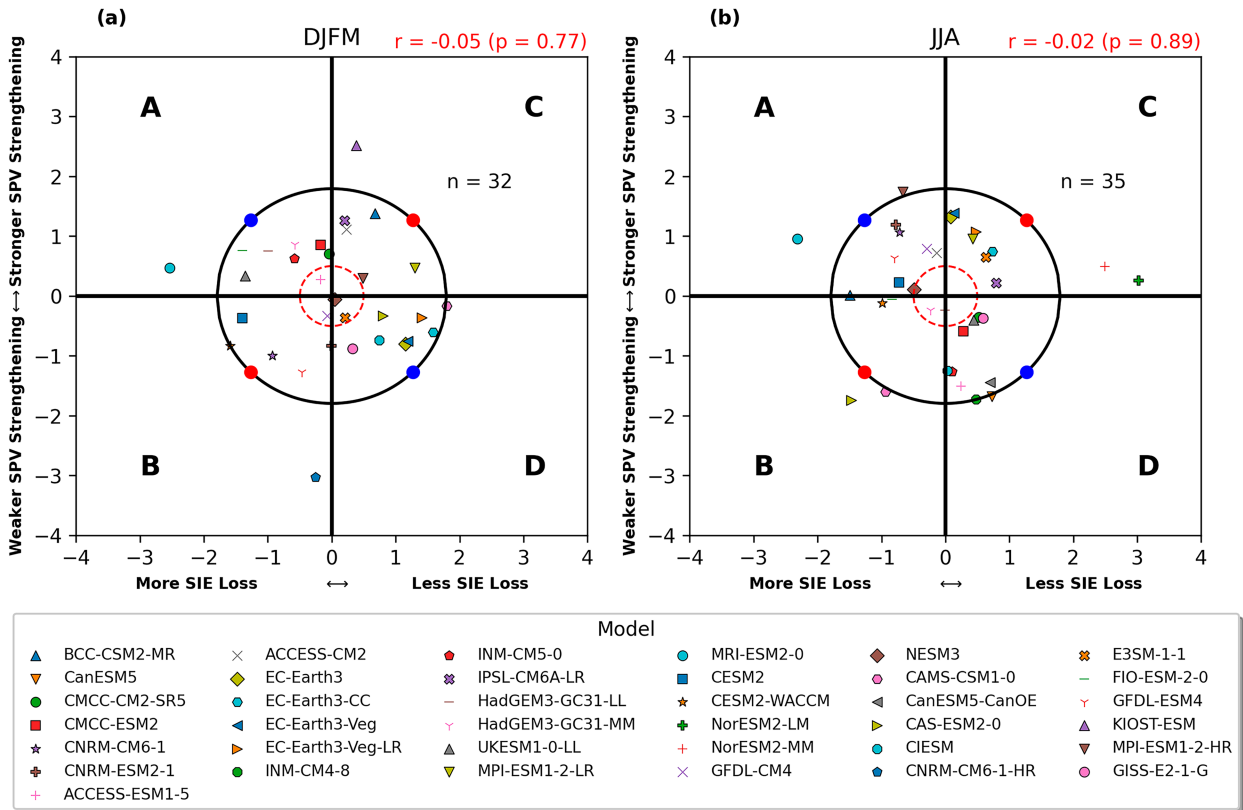 (a)
DJFM
r = -0.05 (p = 0.77)
Weaker SPV Strengthening ←→ Stronger SPV Strengthening
4
3
2
1
0
−1
−2
−3
−4
A
C
n = 32
B
D
−4 −3 −2 −1 0 1 2 3 4
More SIE Loss ←→ Less SIE Loss
(b)
JJA
r = -0.02 (p = 0.89)
Weaker SPV Strengthening ←→ Stronger SPV Strengthening
4
3
2
1
0
−1
−2
−3
−4
A
C
n = 35
B
D
−4 −3 −2 −1 0 1 2 3 4
More SIE Loss ←→ Less SIE Loss
Model
BCC-CSM2-MR
CanESM5
CMCC-CM2-SR5
CMCC-ESM2
CNRM-CM6-1
CNRM-ESM2-1
ACCESS-ESM1-5
ACCESS-CM2
EC-Earth3
EC-Earth3-CC
EC-Earth3-Veg
EC-Earth3-Veg-LR
INM-CM4-8
INM-CM5-0
IPSL-CM6A-LR
HadGEM3-GC31-LL
HadGEM3-GC31-MM
UKESM1-0-LL
MPI-ESM1-2-LR
MRI-ESM2-0
CESM2
CESM2-WACCM
NorESM2-LM
NorESM2-MM
GFDL-CM4
NESM3
CAMS-CSM1-0
CanESM5-CanOE
CAS-ESM2-0
CIESM
CNRM-CM6-1-HR
E3SM-1-1
FIO-ESM-2-0
GFDL-ESM4
KIOST-ESM
MPI-ESM1-2-HR
GISS-E2-1-G